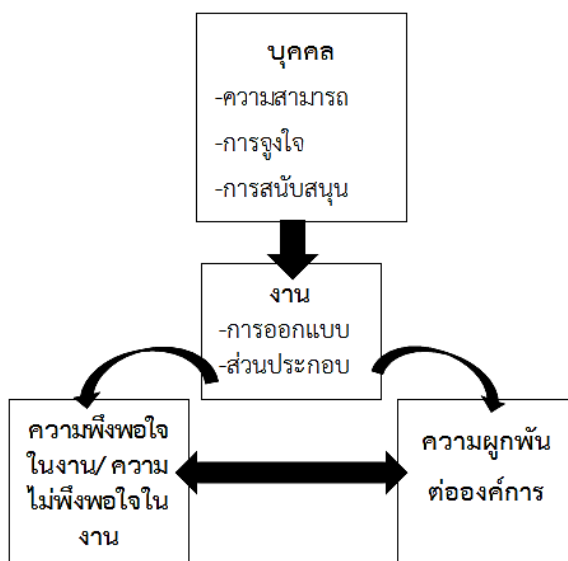 บุคคล
-ความสามารถ
-การจูงใจ
-การสนับสนุน
งาน
-การออกแบบ
-ส่วนประกอบ
ความพึงพอใจ
ในงาน/ ความ
ไม่พึงพอใจใน
งาน
ความผูกพัน
ต่อองค์การ